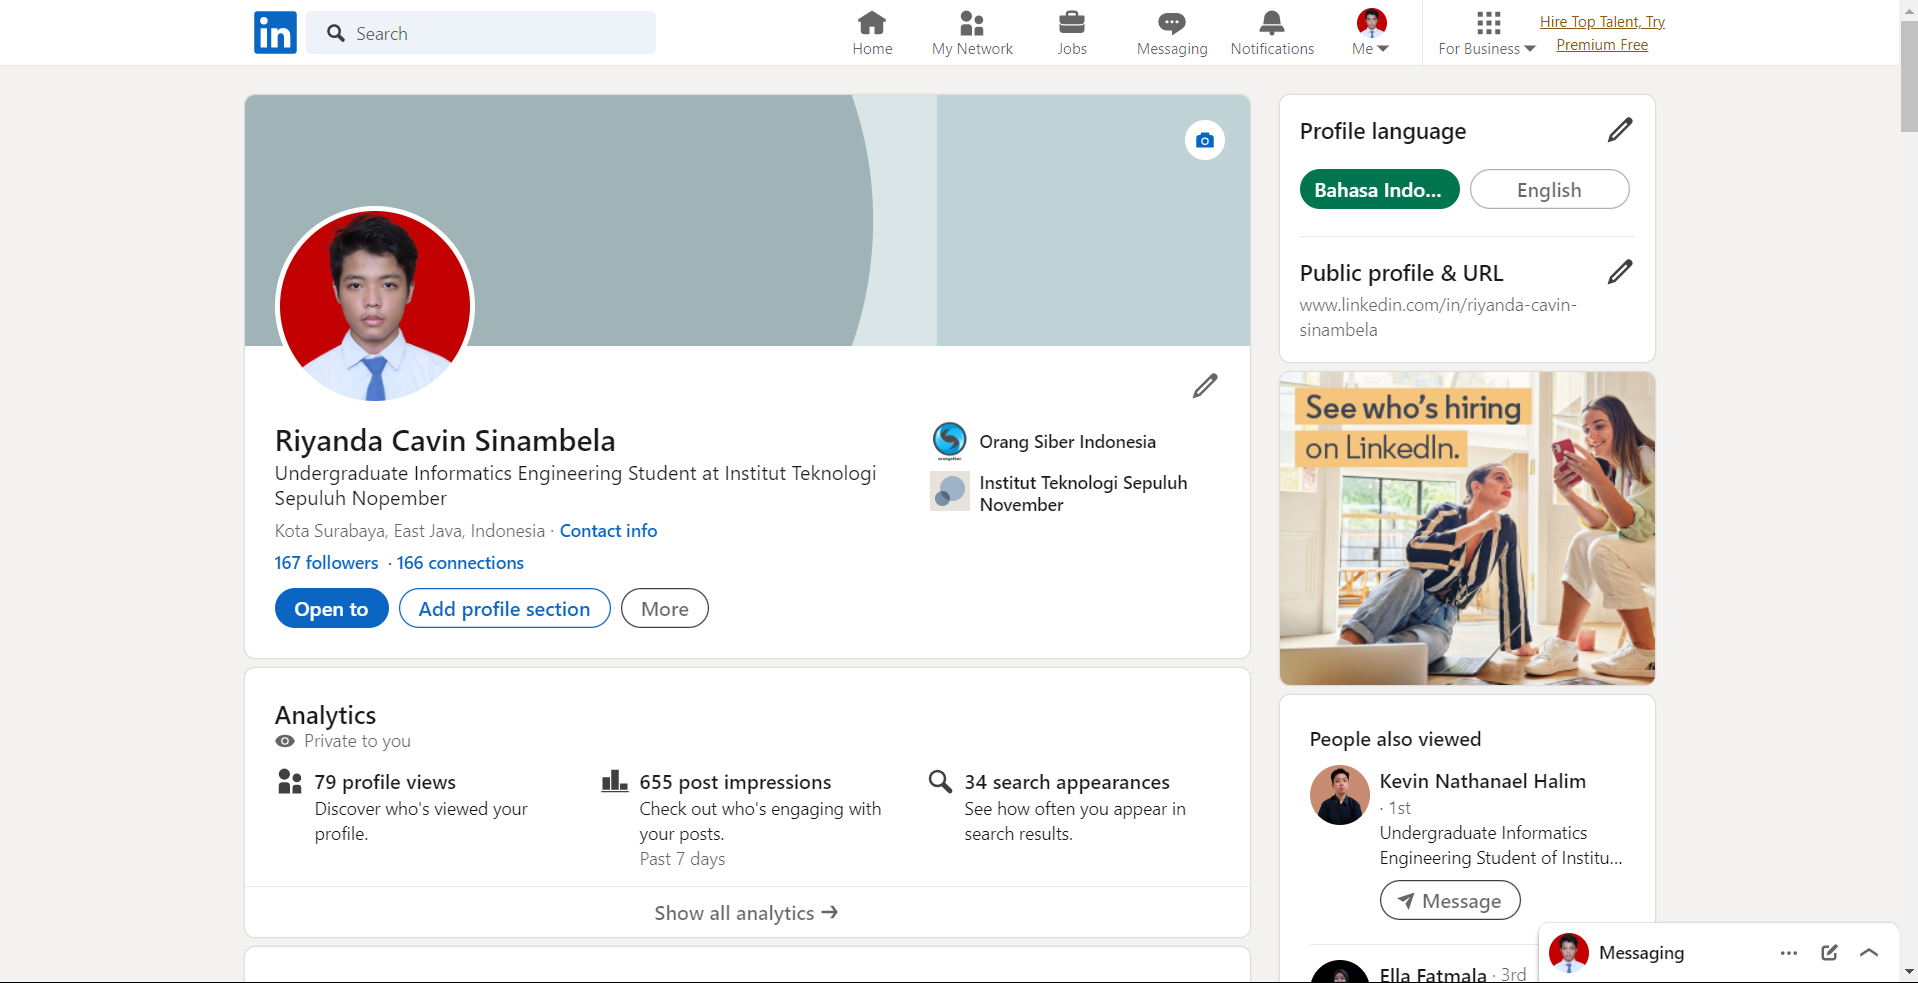 in
Search
Home
My Network
Jobs
Messaging
Notifications
Me
For Business
Hire Top Talent, Try
Premium Free
Riyanda Cavin Sinambela
Undergraduate Informatics Engineering Student at Institut Teknologi
Sepuluh Nopember
Kota Surabaya, East Java, Indonesia · Contact info
167 followers · 166 connections
Open to
Add profile section
More
Orang Siber Indonesia
Institut Teknologi Sepuluh
November
Analytics
Private to you
79 profile views
Discover who's viewed your
profile.
655 post impressions
Check out who's engaging with
your posts.
Past 7 days
34 search appearances
See how often you appear in
search results.
Show all analytics →
Profile language
Bahasa Indo...
English
Public profile & URL
www.linkedin.com/in/riyanda-cavin-
sinambela
See who's hiring
on LinkedIn.
People also viewed
Kevin Nathanael Halim
· 1st
Undergraduate Informatics
Engineering Student of Institu...
Message
Ella Fatmala · 3rd
Messaging